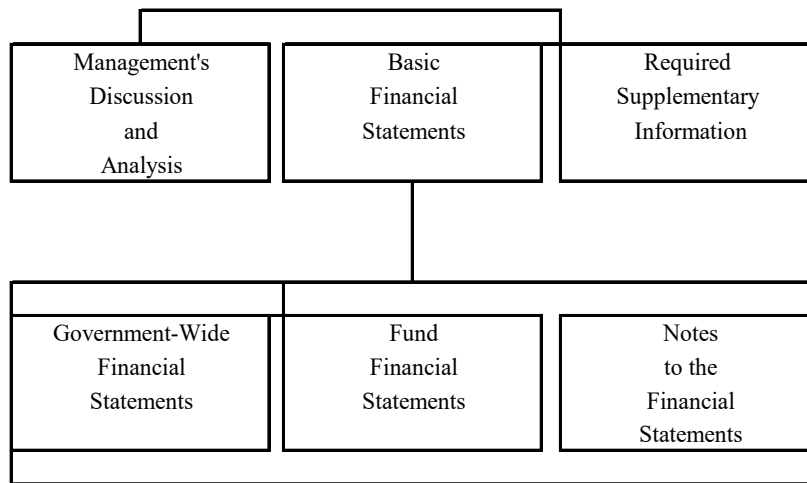 Management's
Discussion
and
Analysis
Basic
Financial
Statements
Required
Supplementary
Information
Government-Wide
Financial
Statements
Fund
Financial
Statements
Notes
to the
Financial
Statements